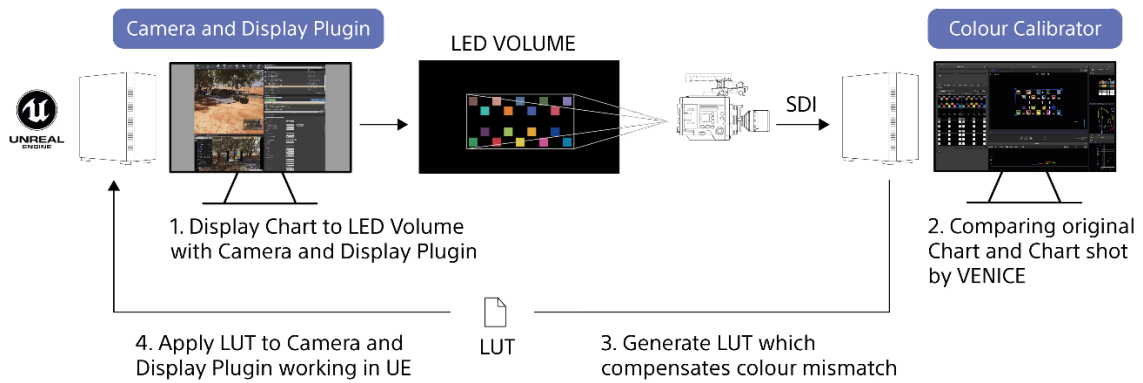 Camera and Display Plugin
Colour Calibrator
LED VOLUME
SDI
UNREAL
ENGINE
1. Display Chart to LED Volume
with Camera and Display Plugin
2. Comparing original
Chart and Chart shot
by VENICE
4. Apply LUT to Camera and
Display Plugin working in UE
LUT
3. Generate LUT which
compensates colour mismatch